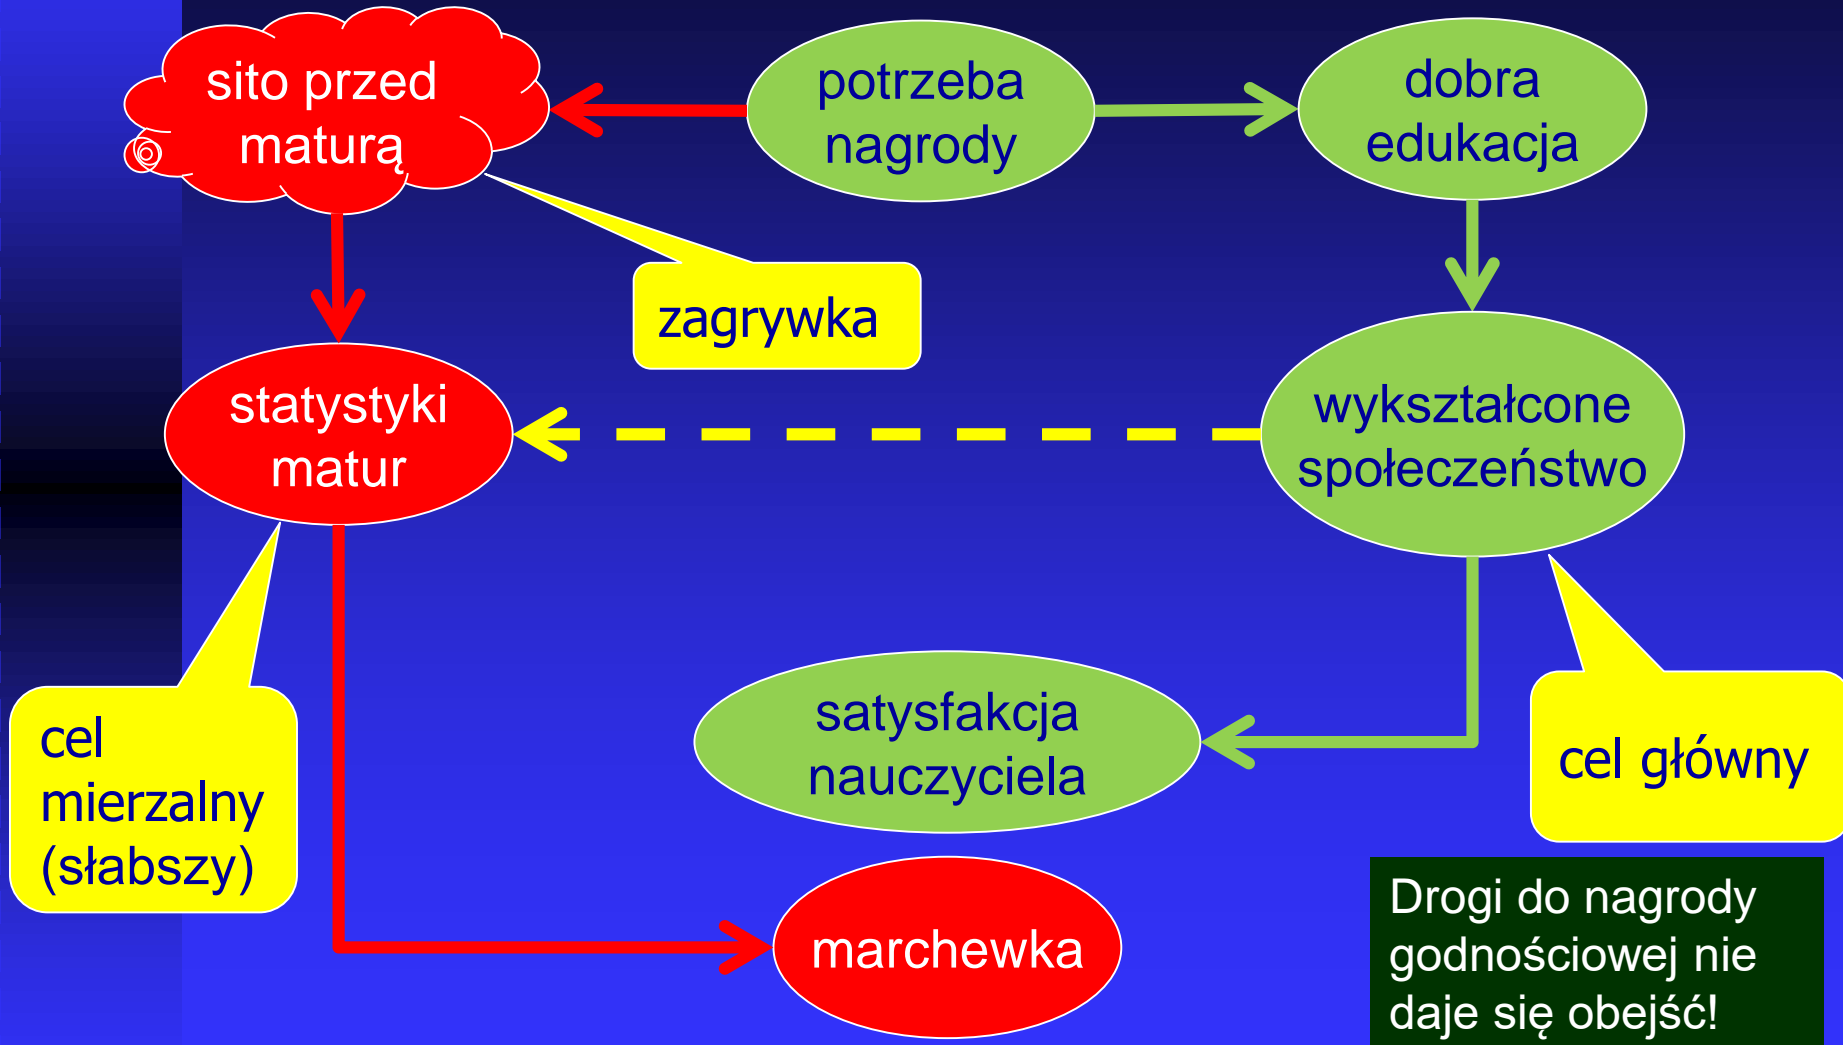 sito przed
maturą
potrzeba
nagrody
dobra
edukacja
zagrywka
statystyki
matur
wykształcone
społeczeństwo
cel
mierzalny
(słabszy)
satysfakcja
nauczyciela
cel główny
marchewka
Drogi do nagrody
godnościowej nie
daje się obejść!